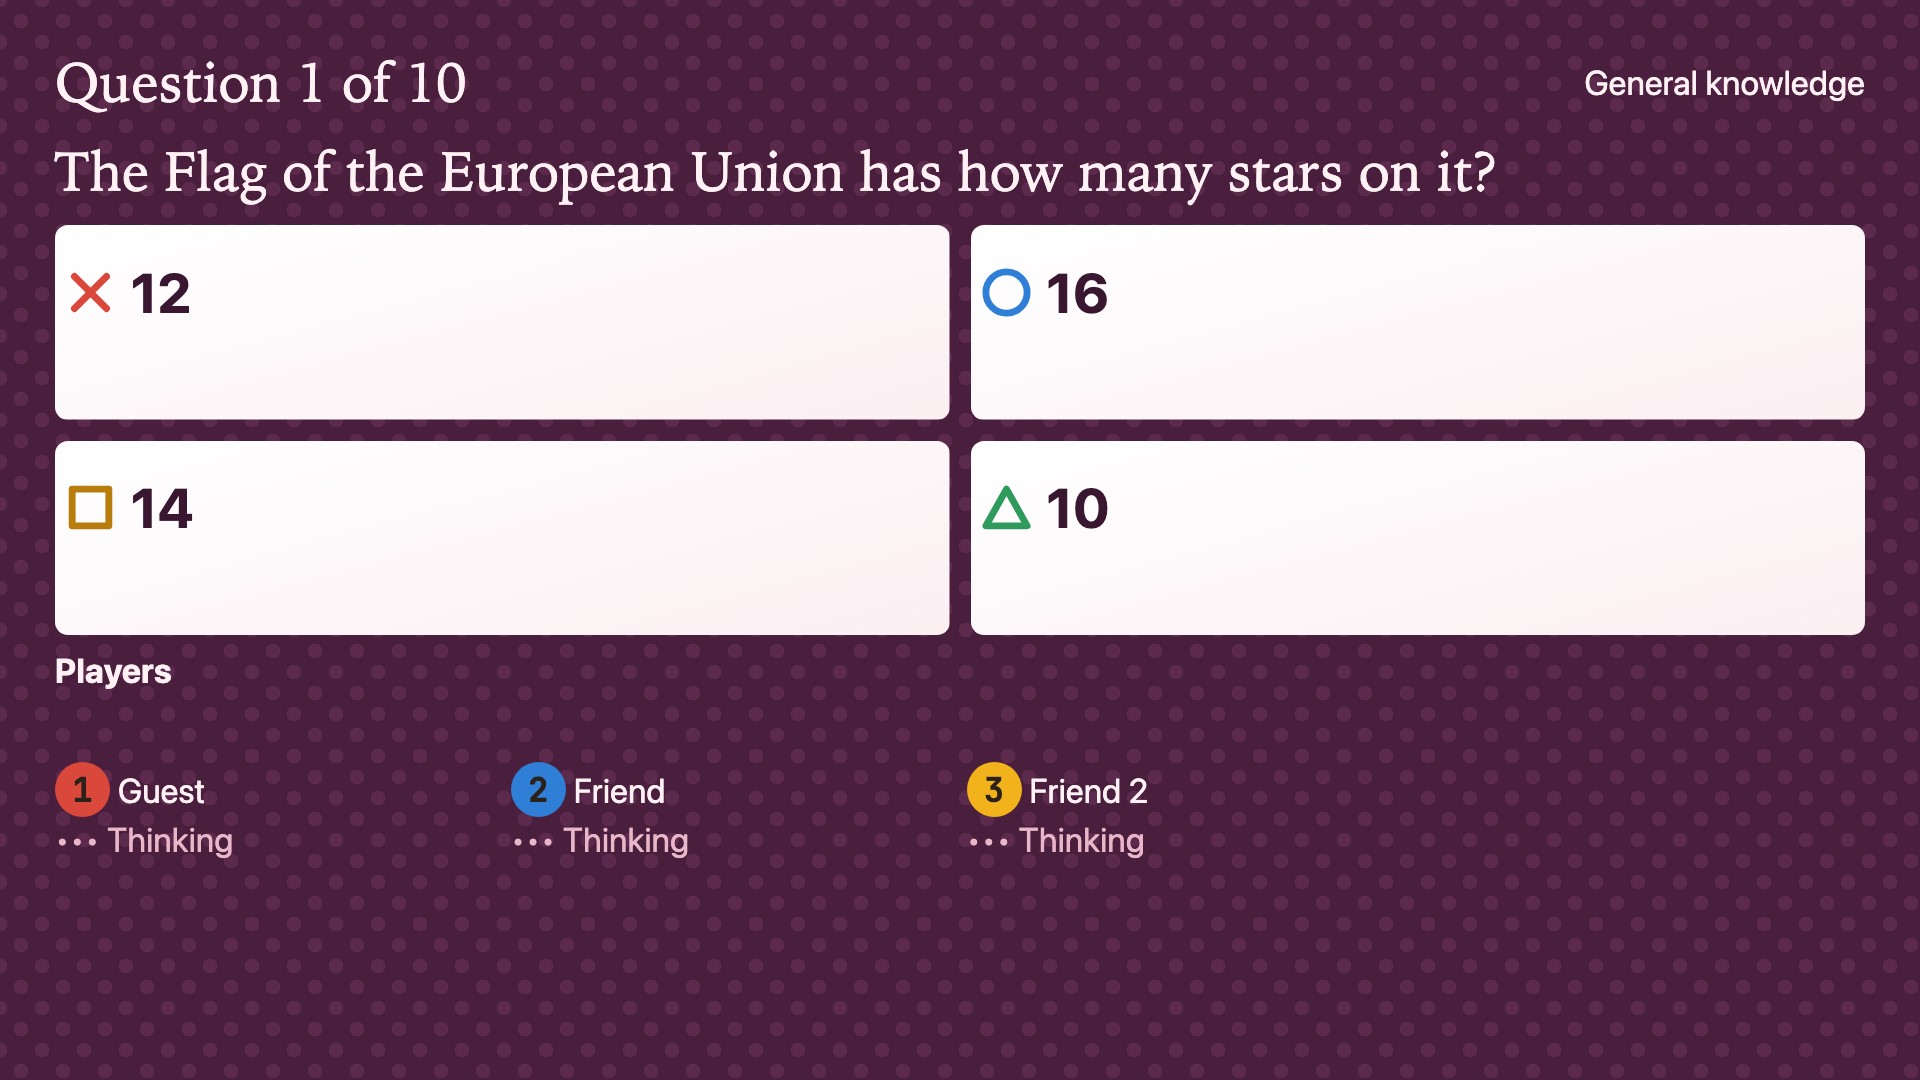 Question 1 of 10
General knowledge
The Flag of the European Union has how many stars on it?
12
16
14
10
Players
1 Guest
2 Friend
3 Friend 2
... Thinking
... Thinking
... Thinking